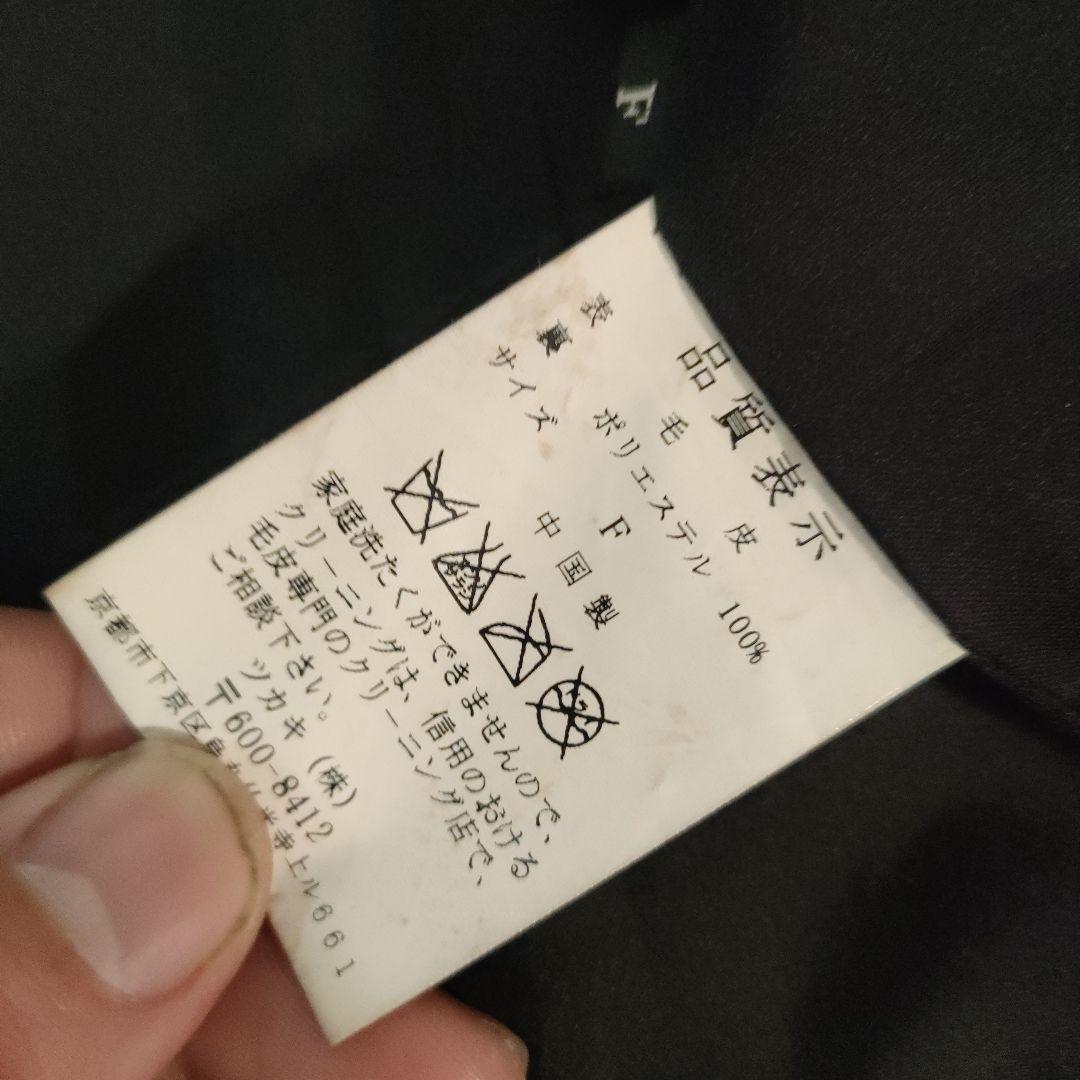 F
品質表示
表 毛皮
裏 ポリエステル 100%
サイズ F
中国製
家庭洗たくができませんので、
クリーニングは、信用のおける
毛皮専門のクリーニング店で、
ご相談下さい。
ツカキ(株)
〒600-8412
京都市下京区烏 光寺上ル661